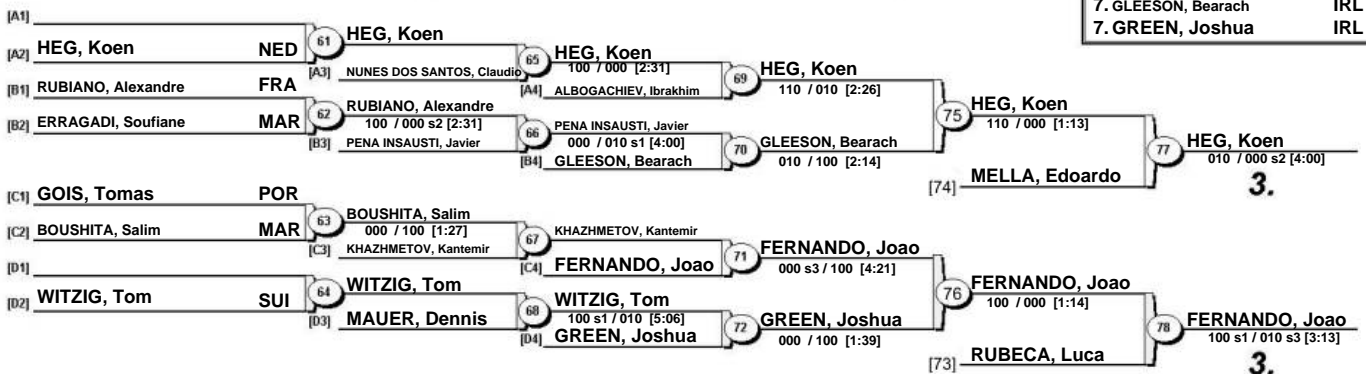 7. GLEESON, Bearach IRL
7. GREEN, Joshua IRL
[A1]
[A2] HEG, Koen NED
61
HEG, Koen
[A3] NUNES DOS SANTOS, Claudio
65
HEG, Koen
100 / 000 [2:31]
[A4] ALBOGACHIEV, Ibrakhim
69
HEG, Koen
110 / 010 [2:26]
[B1] RUBIANO, Alexandre FRA
[B2] ERRAGADI, Soufiane MAR
62
RUBIANO, Alexandre
100 / 000 s2 [2:31]
[B3] PENA INSAUSTI, Javier
66
PENA INSAUSTI, Javier
000 / 010 s1 [4:00]
[B4] GLEESON, Bearach
70
GLEESON, Bearach
010 / 100 [2:14]
75
HEG, Koen
110 / 000 [1:13]
[74] MELLA, Edoardo
77
HEG, Koen
010 / 000 s2 [4:00]
3.
[C1] GOIS, Tomas POR
[C2] BOUSHITA, Salim MAR
63
BOUSHITA, Salim
000 / 100 [1:27]
[C3] KHAZHMETOV, Kantemir
67
KHAZHMETOV, Kantemir
[C4] FERNANDO, Joao
71
FERNANDO, Joao
000 s3 / 100 [4:21]
[D1]
[D2] WITZIG, Tom SUI
64
WITZIG, Tom
[D3] MAUER, Dennis
68
WITZIG, Tom
100 s1 / 010 [5:06]
[D4] GREEN, Joshua
72
GREEN, Joshua
000 / 100 [1:39]
76
FERNANDO, Joao
100 / 000 [1:14]
[73] RUBECA, Luca
78
FERNANDO, Joao
100 s1 / 010 s3 [3:13]
3.